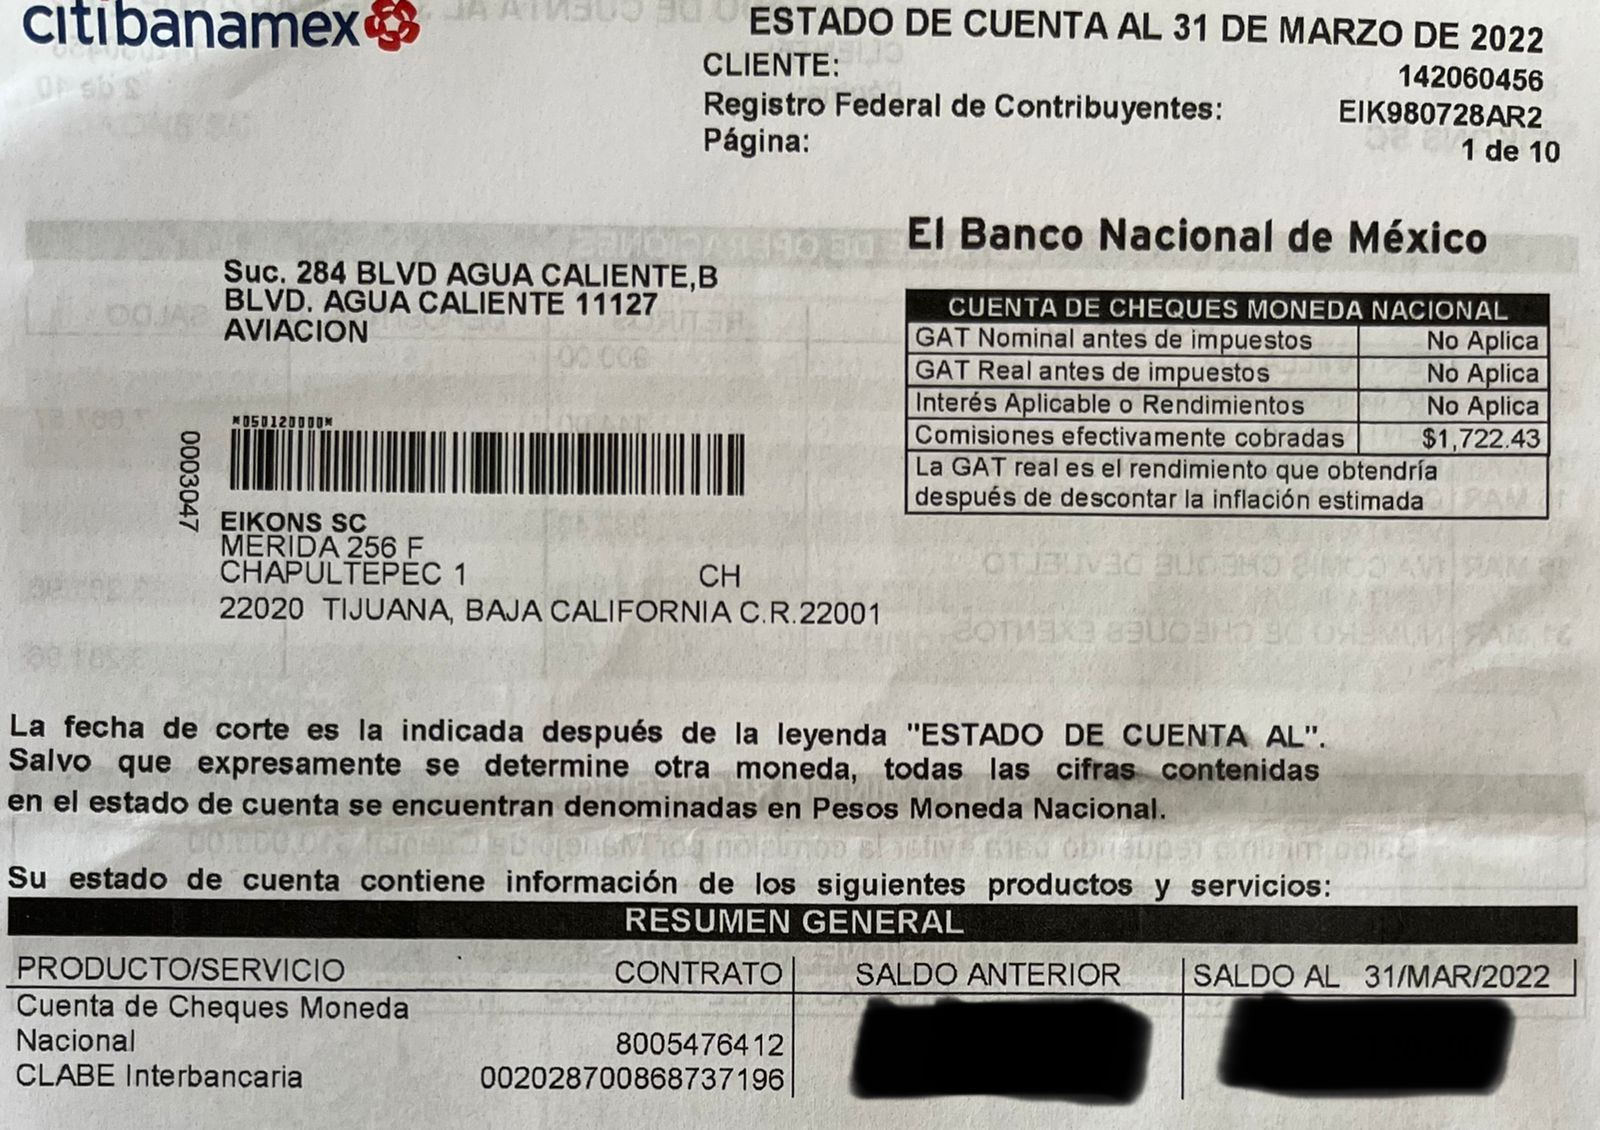 citibanamex
ESTADO DE CUENTA AL 31 DE MARZO DE 2022
CLIENTE: 142060456
Registro Federal de Contribuyentes: EIK980728AR2
Página: 1 de 10
El Banco Nacional de México
Suc. 284 BLVD AGUA CALIENTE,B
BLVD. AGUA CALIENTE 11127
AVIACION
CUENTA DE CHEQUES MONEDA NACIONAL
GAT Nominal antes de impuestos No Aplica
GAT Real antes de impuestos No Aplica
Interés Aplicable o Rendimientos No Aplica
Comisiones efectivamente cobradas $1,722.43
La GAT real es el rendimiento que obtendría
después de descontar la inflación estimada
*050120000*
0003047
EIKONS SC
MERIDA 256 F
CHAPULTEPEC 1 CH
22020 TIJUANA, BAJA CALIFORNIA C.R.22001
La fecha de corte es la indicada después de la leyenda "ESTADO DE CUENTA AL".
Salvo que expresamente se determine otra moneda, todas las cifras contenidas
en el estado de cuenta se encuentran denominadas en Pesos Moneda Nacional.
Su estado de cuenta contiene información de los siguientes productos y servicios:
RESUMEN GENERAL
PRODUCTO/SERVICIO CONTRATO SALDO ANTERIOR SALDO AL 31/MAR/2022
Cuenta de Cheques Moneda
Nacional 8005476412
CLABE Interbancaria 002028700868737196